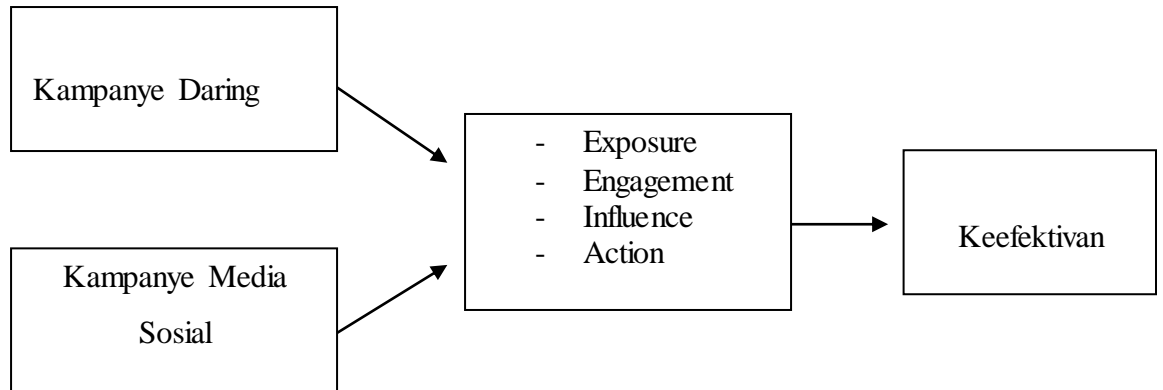 Kampanye Daring
Kampanye Media
Sosial
- Exposure
- Engagement
- Influence
- Action
Keefektivan